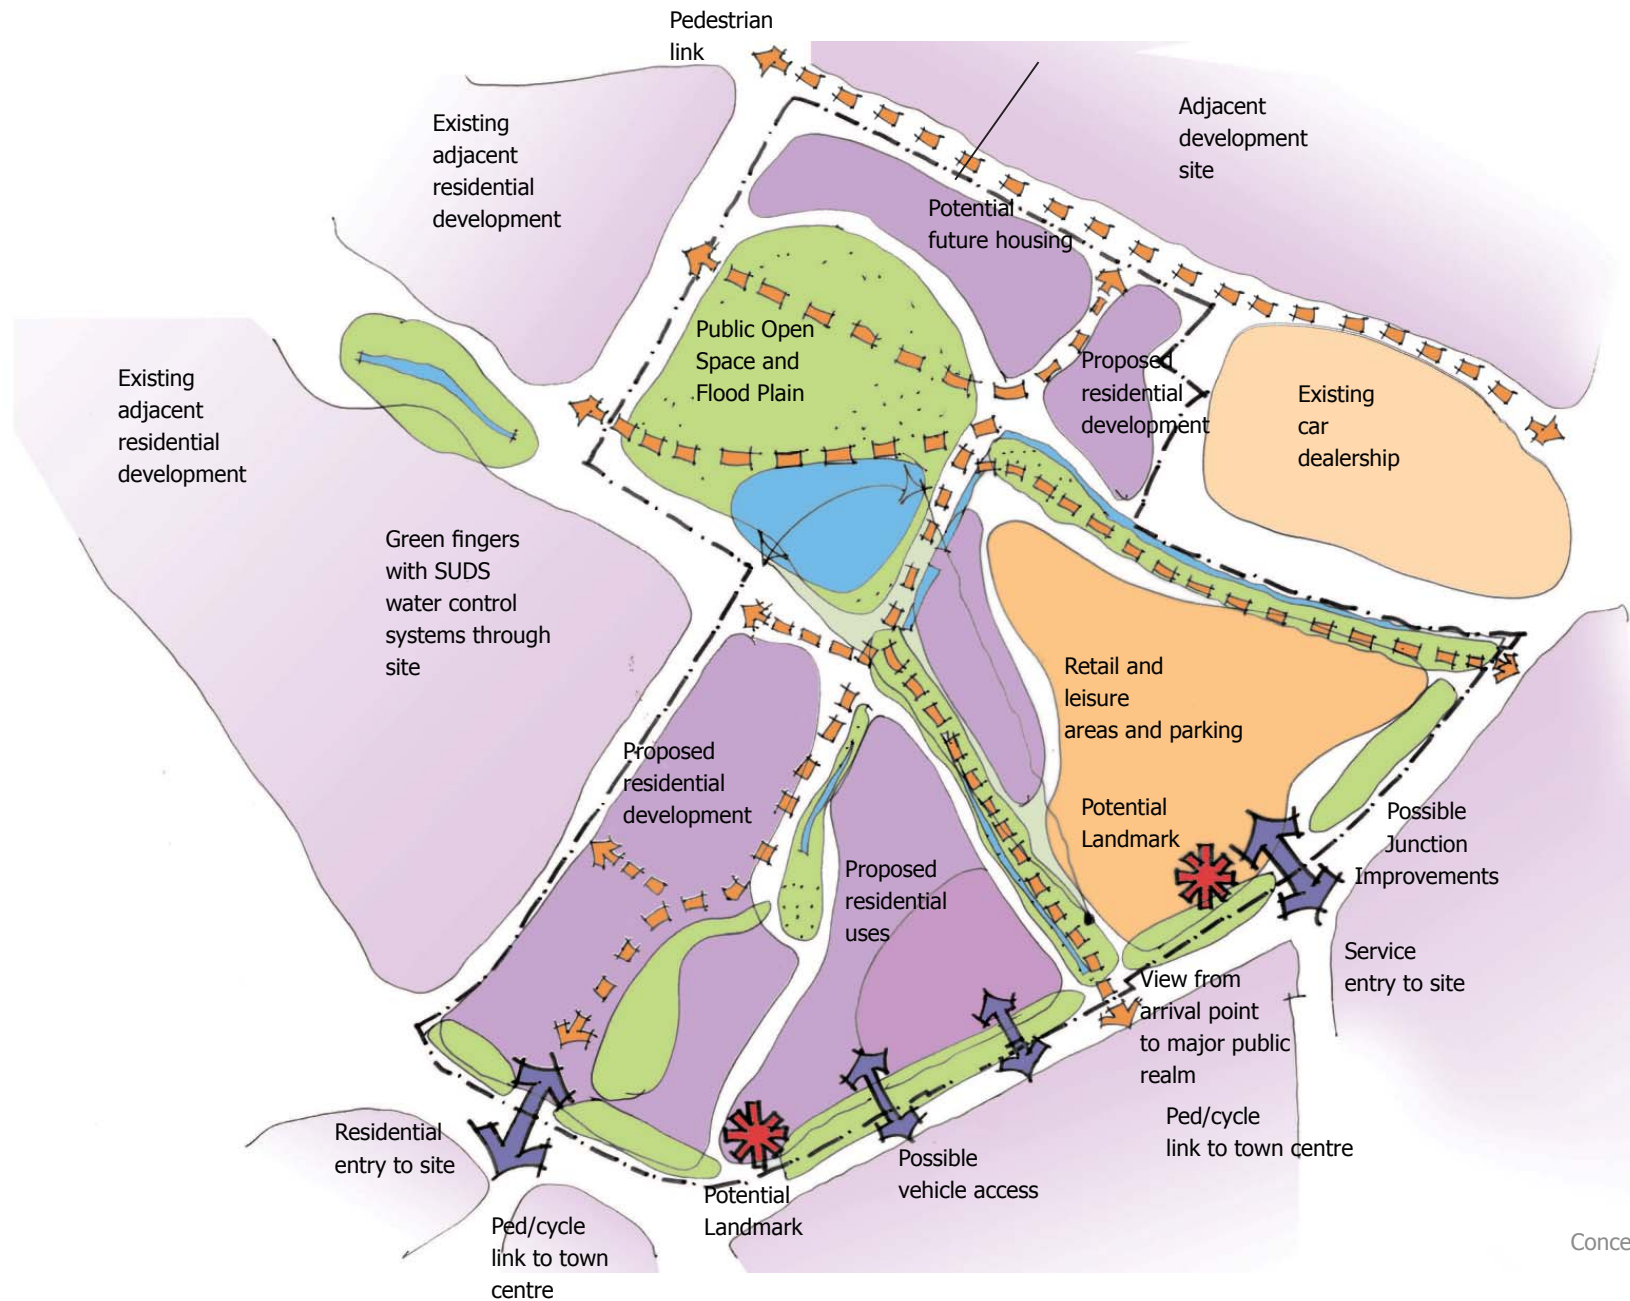 Pedestrian
link
Existing
adjacent
residential
development
Adjacent
development
site
Potential
future housing
Public Open
Space and
Flood Plain
Proposed
residential
development
Existing
car
dealership
Existing
adjacent
residential
development
Green fingers
with SUDS
water control
systems through
site
Retail and
leisure
areas and parking
Proposed
residential
development
Potential
Landmark
Possible
Junction
Improvements
Proposed
residential
uses
Service
entry to site
View from
arrival point
to major public
realm
Ped/cycle
link to town centre
Residential
entry to site
Possible
vehicle access
Potential
Landmark
Ped/cycle
link to town
centre
Conce